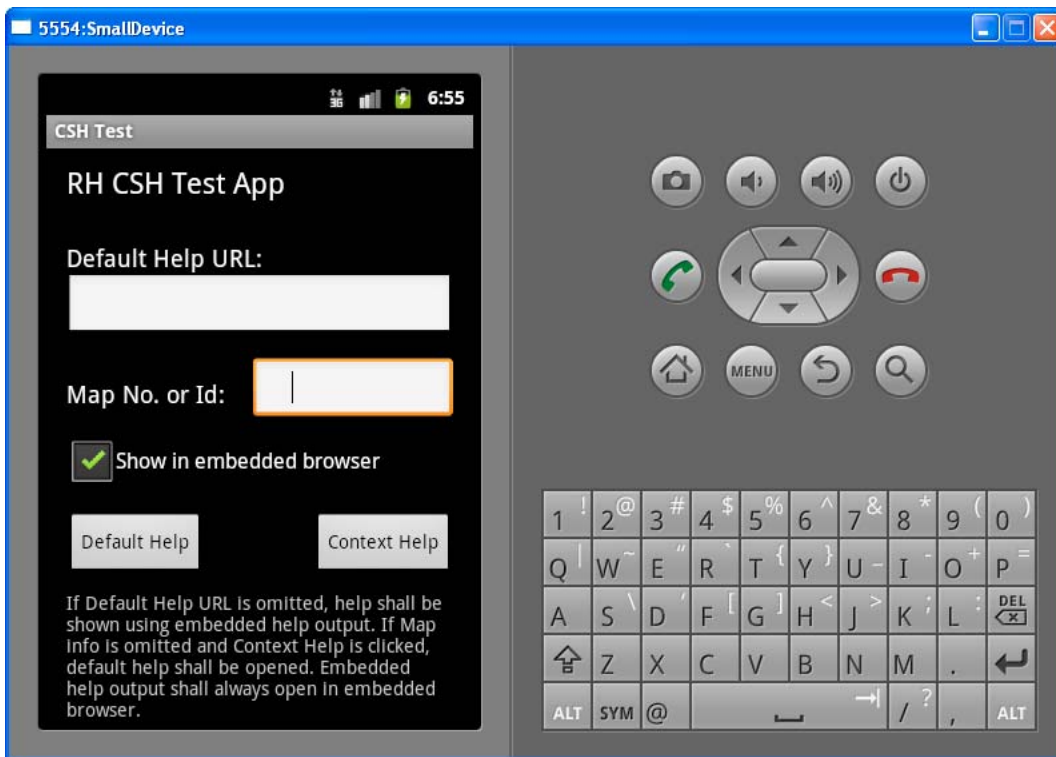 5554:SmallDevice
3G 6:55
CSH Test
RH CSH Test App
Default Help URL:
Map No. or Id:
Show in embedded browser
Default Help Context Help
If Default Help URL is omitted, help shall be
shown using embedded help output. If Map
info is omitted and Context Help is clicked,
default help shall be opened. Embedded
help output shall always open in embedded
browser.
MENU
1 ! 2 @ 3 # 4 $ 5 % 6 ^ 7 & 8 * 9 ( 0 )
Q | W ~ E " R ` T { Y } U _ I - O + P =
A S \ D ' F [ G ] H < J > K ; L : DEL
Z X C V B N M .
ALT SYM @ / ? , ALT